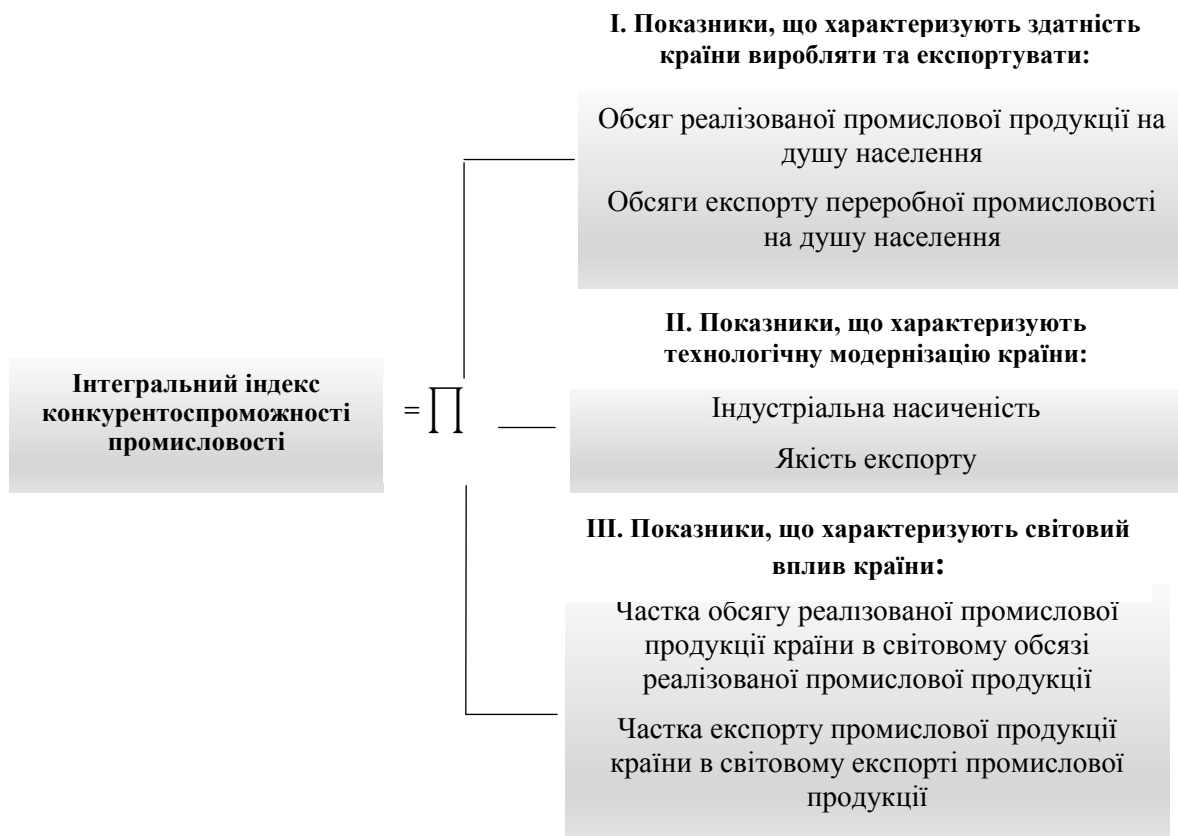 I. Показники, що характеризують здатність
країни виробляти та експортувати:
Обсяг реалізованої промислової продукції на
душу населення
Обсяги експорту переробної промисловості
на душу населення
II. Показники, що характеризують
технологічну модернізацію країни:
Інтегральний індекс
конкурентоспроможності
промисловості
= ∏
Індустріальна насиченість
Якість експорту
III. Показники, що характеризують світовий
вплив країни:
Частка обсягу реалізованої промислової
продукції країни в світовому обсязі
реалізованої промислової продукції
Частка експорту промислової продукції
країни в світовому експорті промислової
продукції